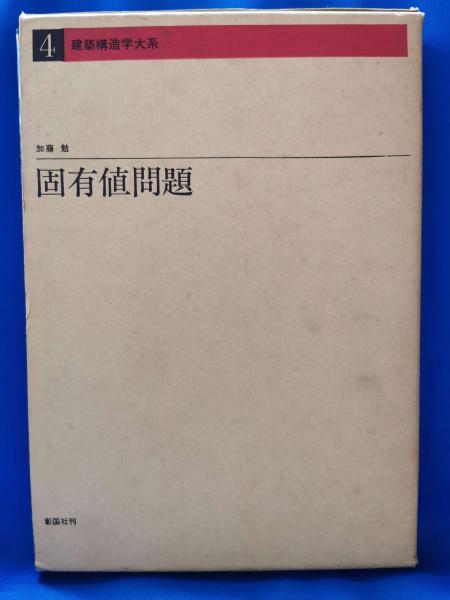 4 建築構造学大系
加藤 勉
固有値問題
彰国社刊